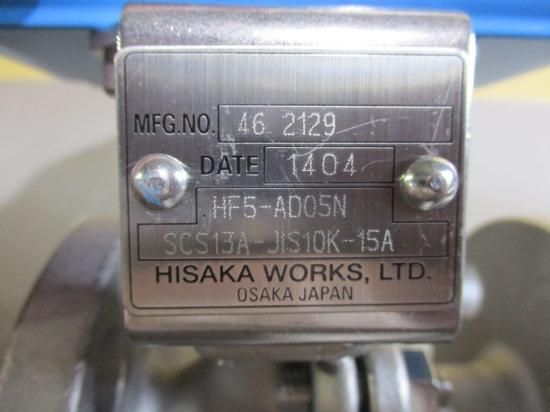 MFG.NO. 46 2129
DATE 1404
HF5-AD05N
SCS13A-JIS10K-15A
HISAKA WORKS, LTD.
OSAKA JAPAN